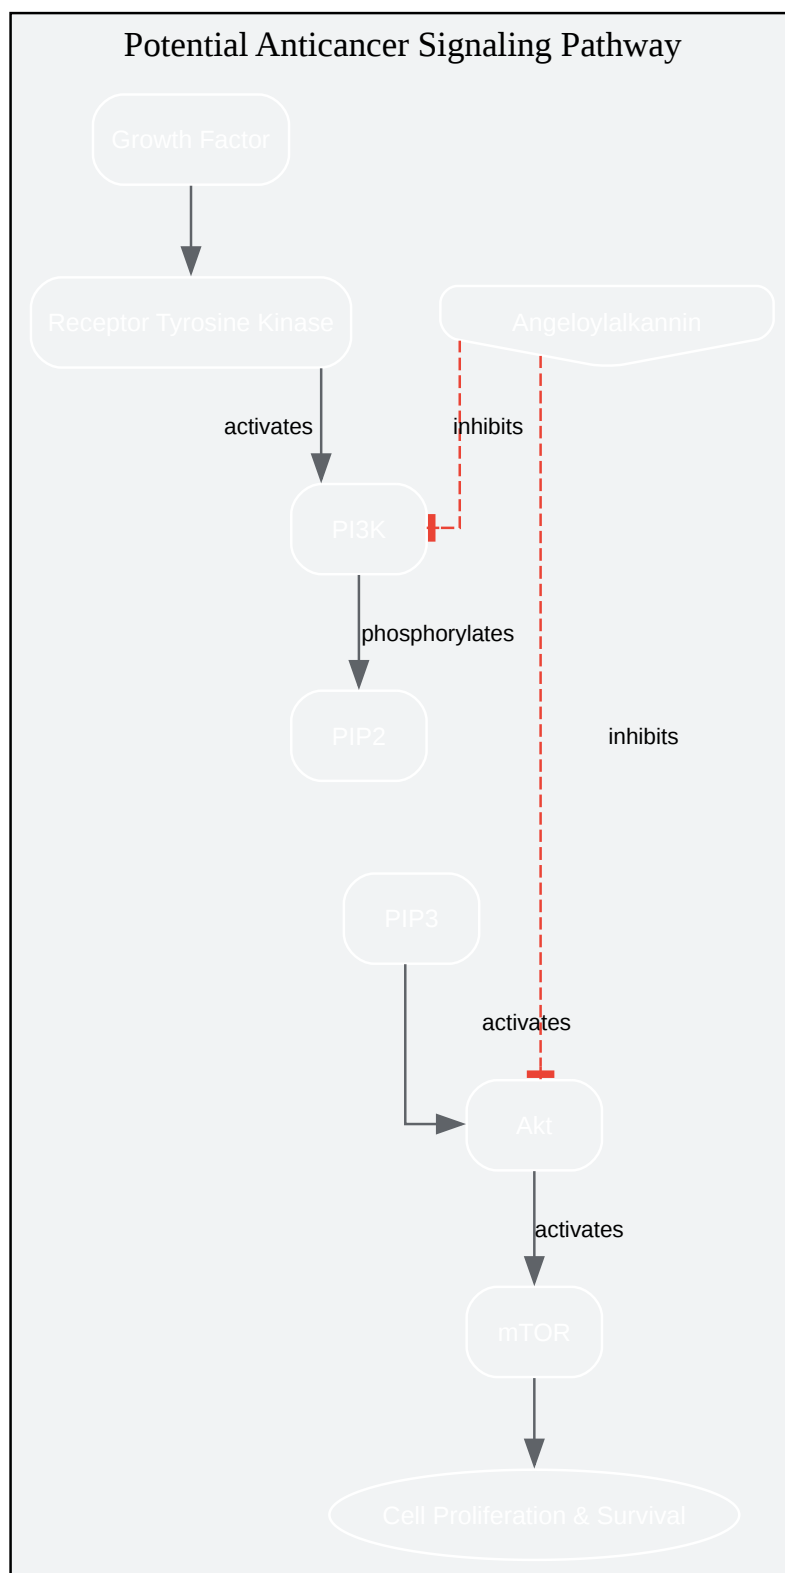 Potential Anticancer Signaling Pathway
Growth Factor
Receptor Tyrosine Kinase
Angeloylalkannin
activates
inhibits
PI3K
phosphorylates
PIP2
inhibits
PIP3
activates
Akt
activates
mTOR
Cell Proliferation & Survival